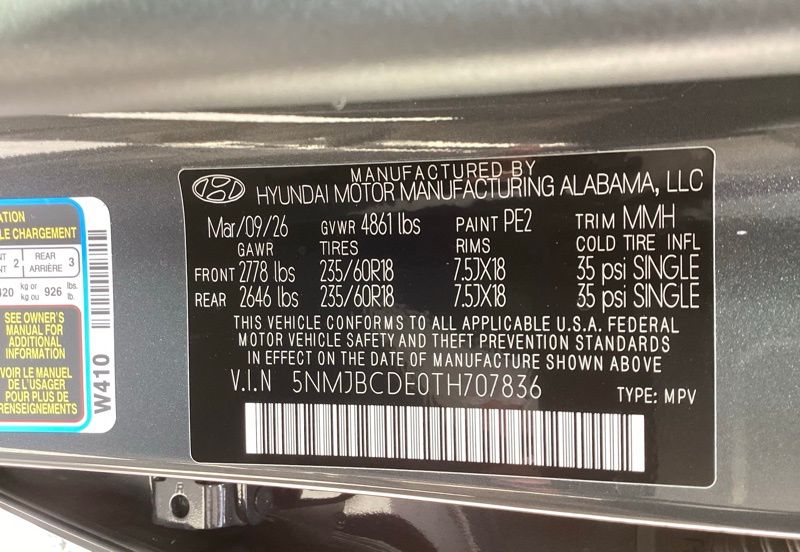 MANUFACTURED BY
HYUNDAI MOTOR MANUFACTURING ALABAMA, LLC
Mar/09/26 GVWR 4861 lbs PAINT PE2 TRIM MMH
GAWR TIRES RIMS COLD TIRE INFL
FRONT 2778 lbs 235/60R18 7.5JX18 35 psi SINGLE
REAR 2646 lbs 235/60R18 7.5JX18 35 psi SINGLE
THIS VEHICLE CONFORMS TO ALL APPLICABLE U.S.A. FEDERAL
MOTOR VEHICLE SAFETY AND THEFT PREVENTION STANDARDS
IN EFFECT ON THE DATE OF MANUFACTURE SHOWN ABOVE
V.I.N 5NMJBCDE0TH707836 TYPE: MPV
CHARGEMENT
2 REAR 3
ARRIÈRE
kg or lbs.
kg ou 926 lb.
SEE OWNER'S
MANUAL FOR
ADDITIONAL
INFORMATION
VOIR LE MANUEL
DE L'USAGER
POUR PLUS DE
RENSEIGNEMENTS
W410
R